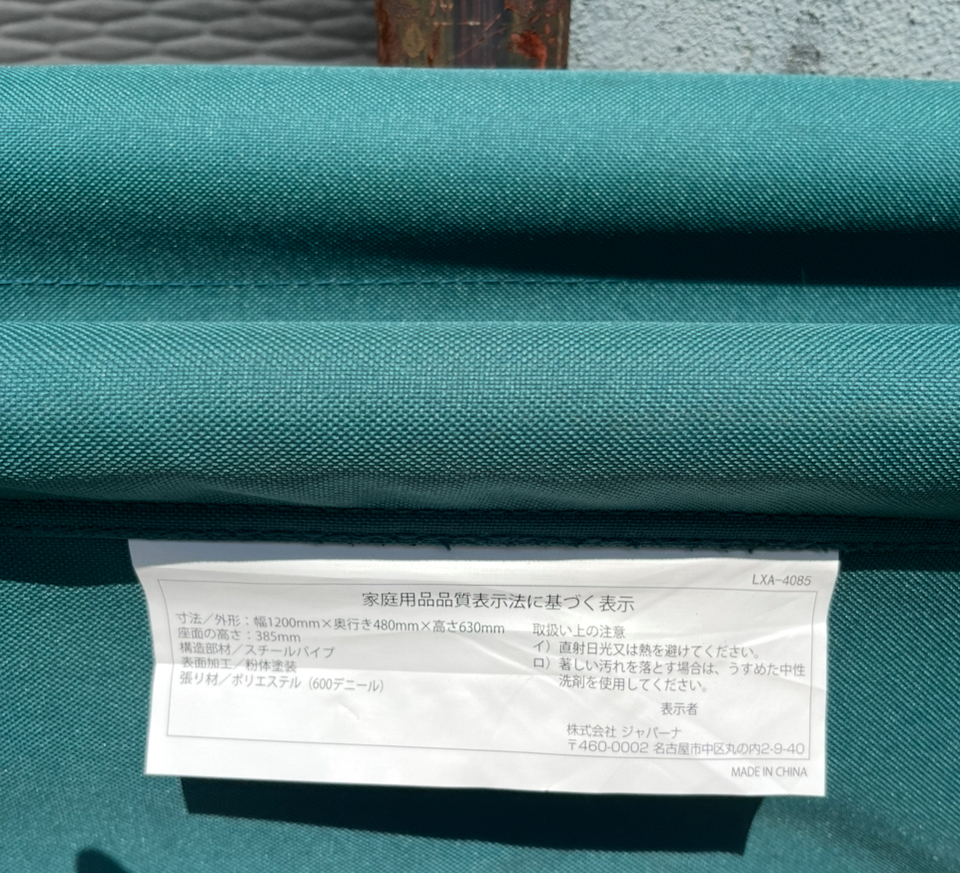 LXA-4085
家庭用品品質表示法に基づく表示
寸法／外形：幅1200mm×奥行き480mm×高さ630mm
座面の高さ：385mm
構造部材／スチールパイプ
表面加工／粉体塗装
張り材／ポリエステル（600デニール）
取扱い上の注意
イ）直射日光又は熱を避けてください。
ロ）著しい汚れを落とす場合は、うすめた中性
洗剤を使用してください。
表示者
株式会社 ジャパーナ
〒460-0002 名古屋市中区丸の内2-9-40
MADE IN CHINA